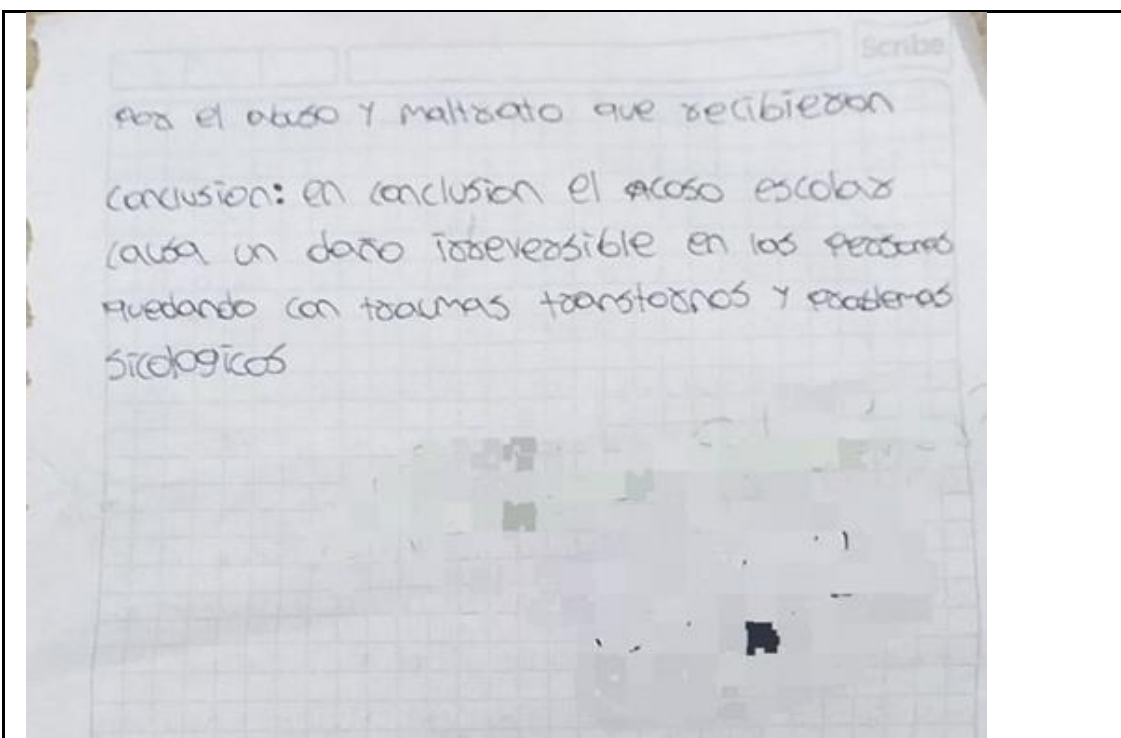 Scribe
por el abuso y maltrato que recibieron
conclusion: en conclusion el acoso escolar
causa un daño irreversible en las personas
quedando con traumas transtornos y problemas
sicologicos